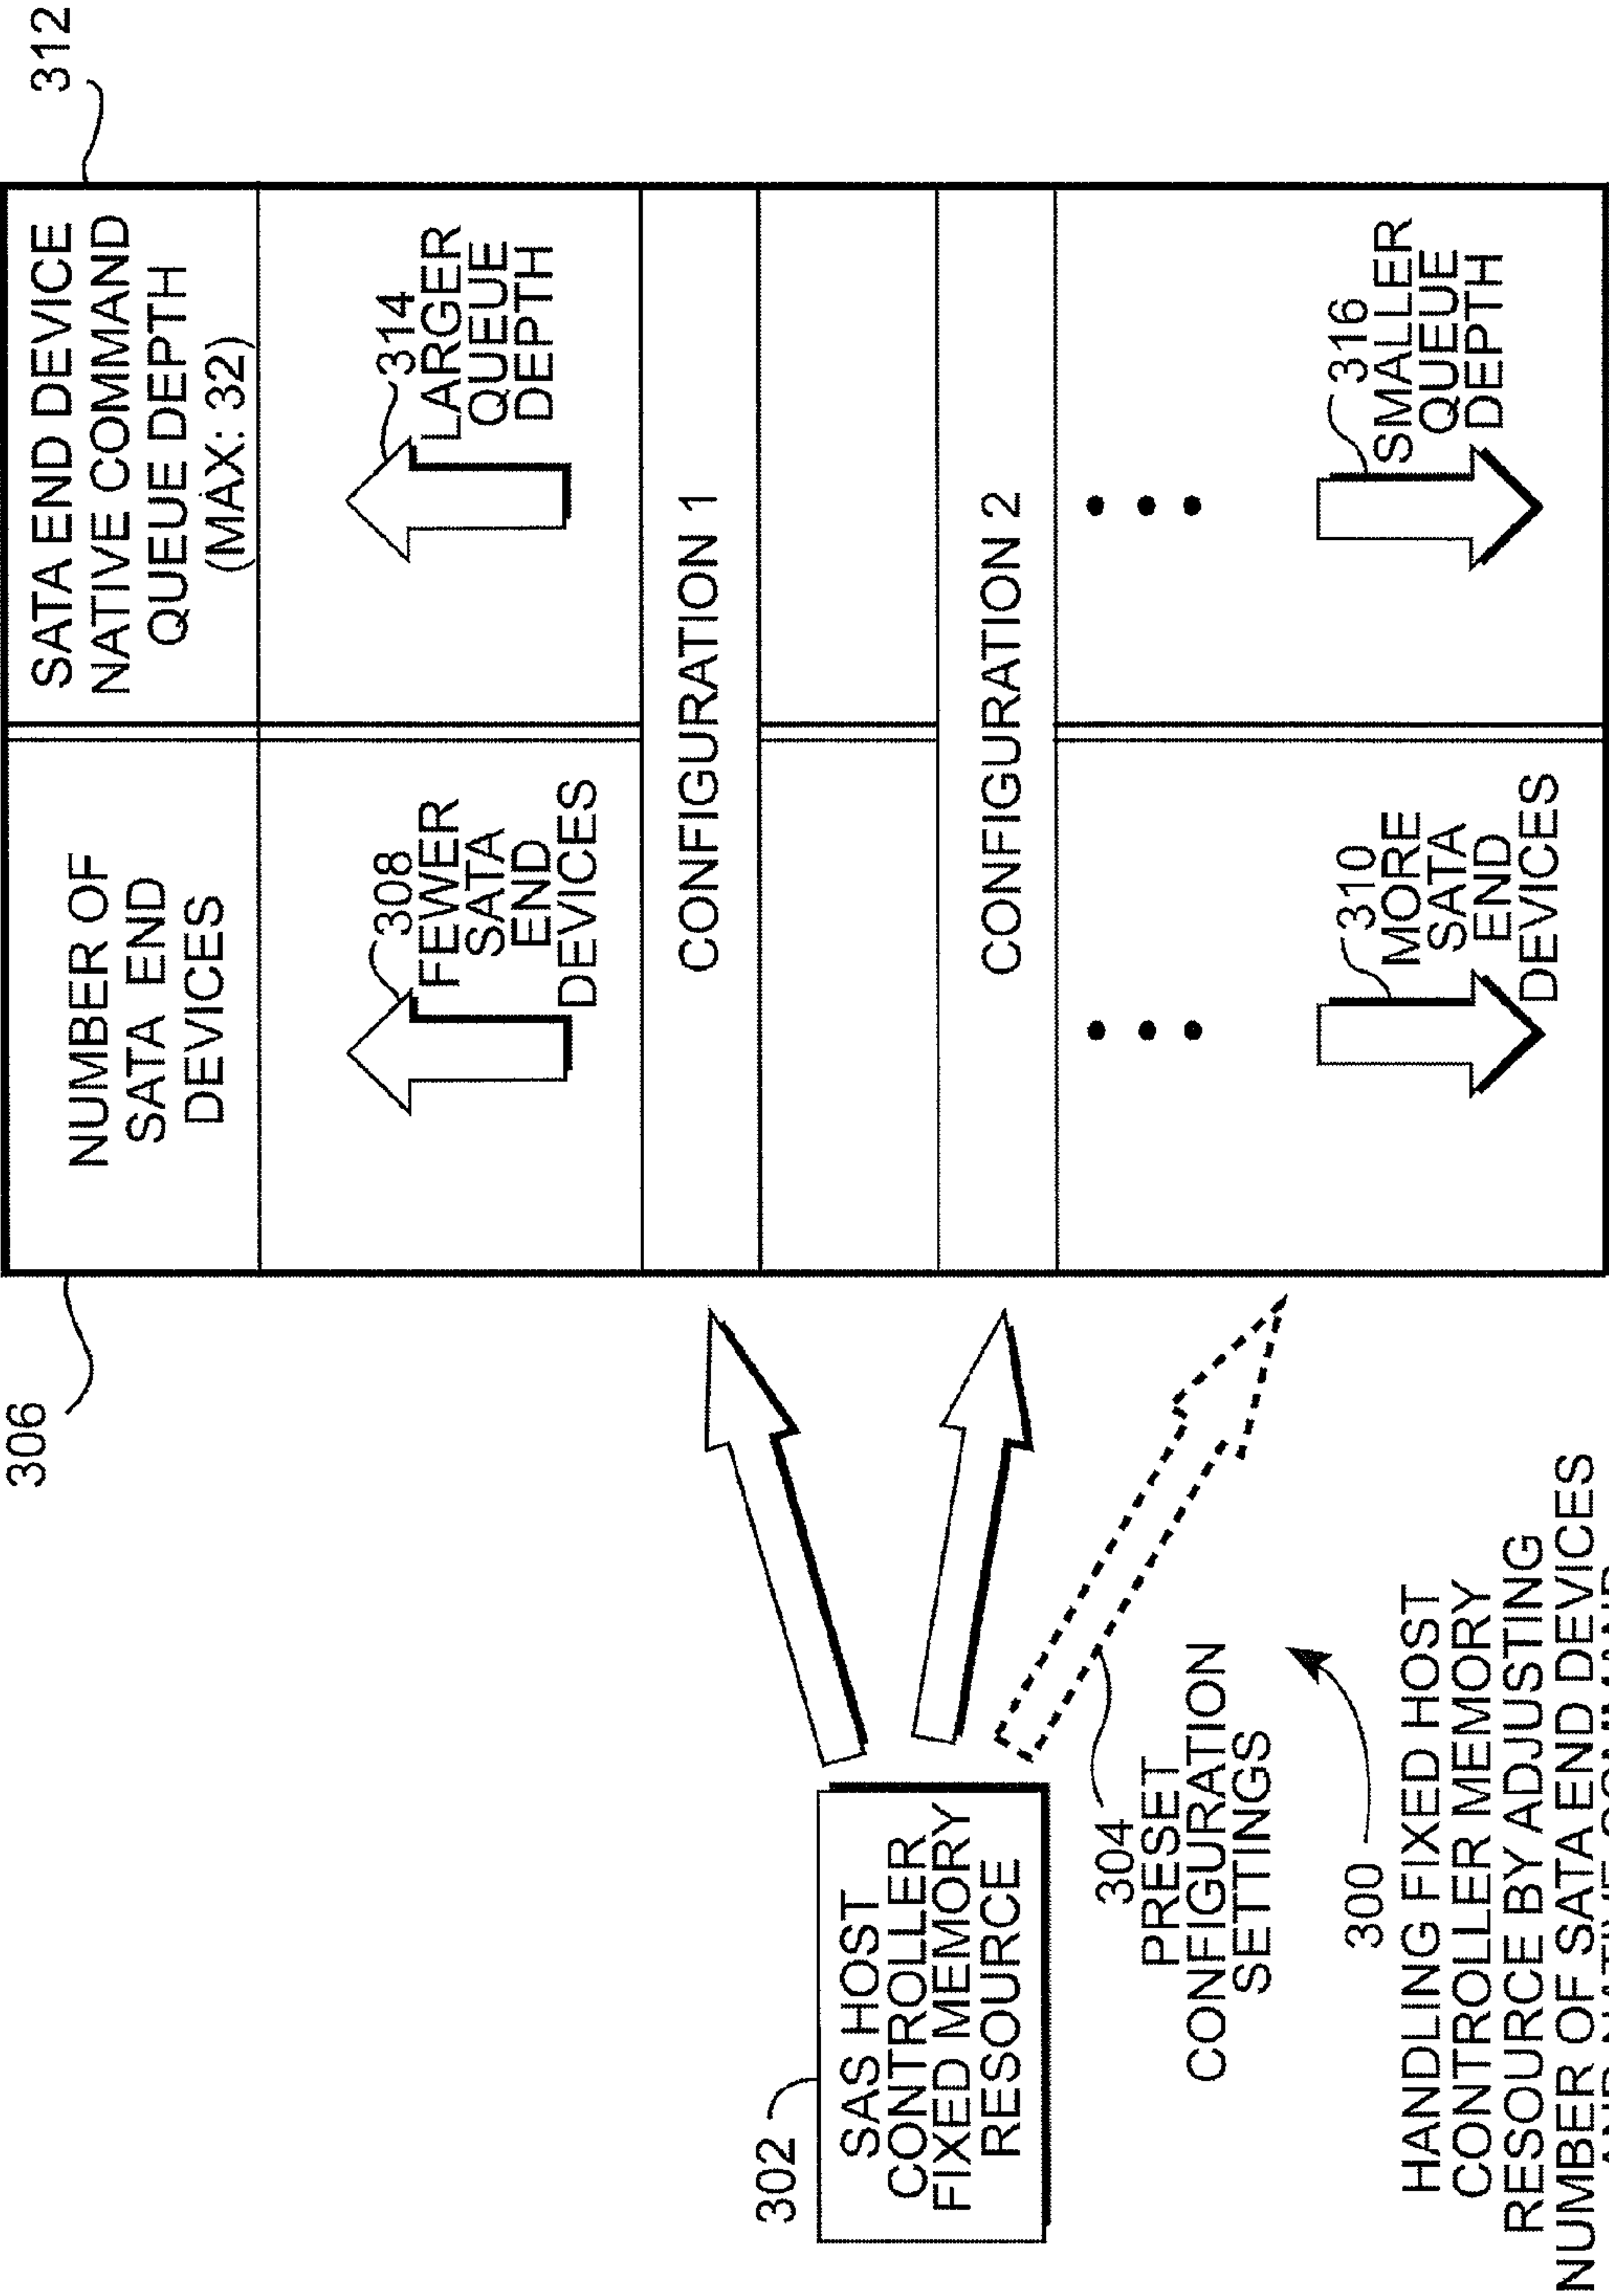 306
312
NUMBER OF
SATA END
DEVICES
SATA END DEVICE
NATIVE COMMAND
QUEUE DEPTH
(MAX: 32)
308
FEWER
SATA
END
DEVICES
314
LARGER
QUEUE
DEPTH
CONFIGURATION 1
CONFIGURATION 2
310
MORE
SATA
END
DEVICES
316
SMALLER
QUEUE
DEPTH
302
SAS HOST
CONTROLLER
FIXED MEMORY
RESOURCE
304
PRESET
CONFIGURATION
SETTINGS
300
HANDLING FIXED HOST
CONTROLLER MEMORY
RESOURCE BY ADJUSTING
NUMBER OF SATA END DEVICES
AND NATIVE COMMAND